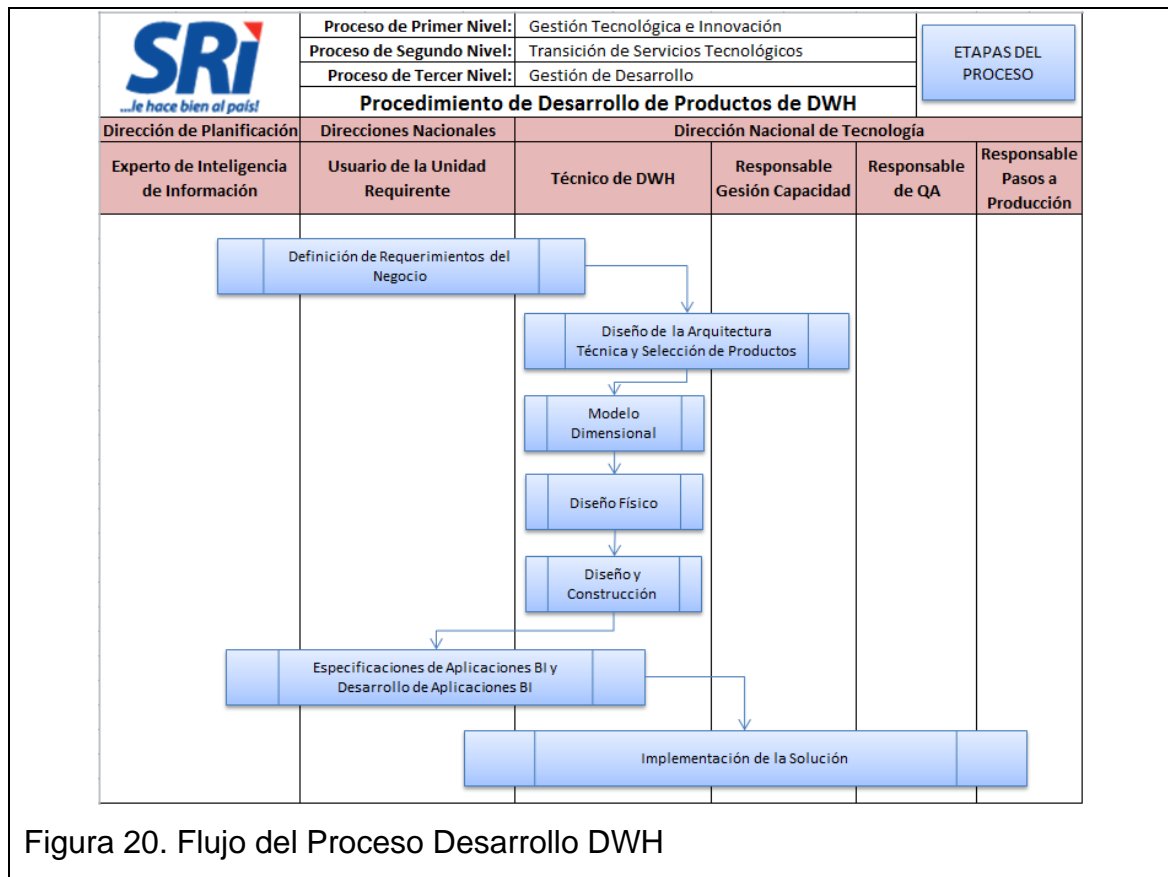 SRi
...le hace bien al país!
Proceso de Primer Nivel: Gestión Tecnológica e Innovación
Proceso de Segundo Nivel: Transición de Servicios Tecnológicos
Proceso de Tercer Nivel: Gestión de Desarrollo
Procedimiento de Desarrollo de Productos de DWH
ETAPAS DEL
PROCESO
Dirección de Planificación
Direcciones Nacionales
Dirección Nacional de Tecnología
Experto de Inteligencia
de Información
Usuario de la Unidad
Requirente
Técnico de DWH
Responsable
Gesión Capacidad
Responsable
de QA
Responsable
Pasos a
Producción
Definición de Requerimientos del
Negocio
Diseño de la Arquitectura
Técnica y Selección de Productos
Modelo
Dimensional
Diseño Físico
Diseño y
Construcción
Especificaciones de Aplicaciones BI y
Desarrollo de Aplicaciones BI
Implementación de la Solución
Figura 20. Flujo del Proceso Desarrollo DWH